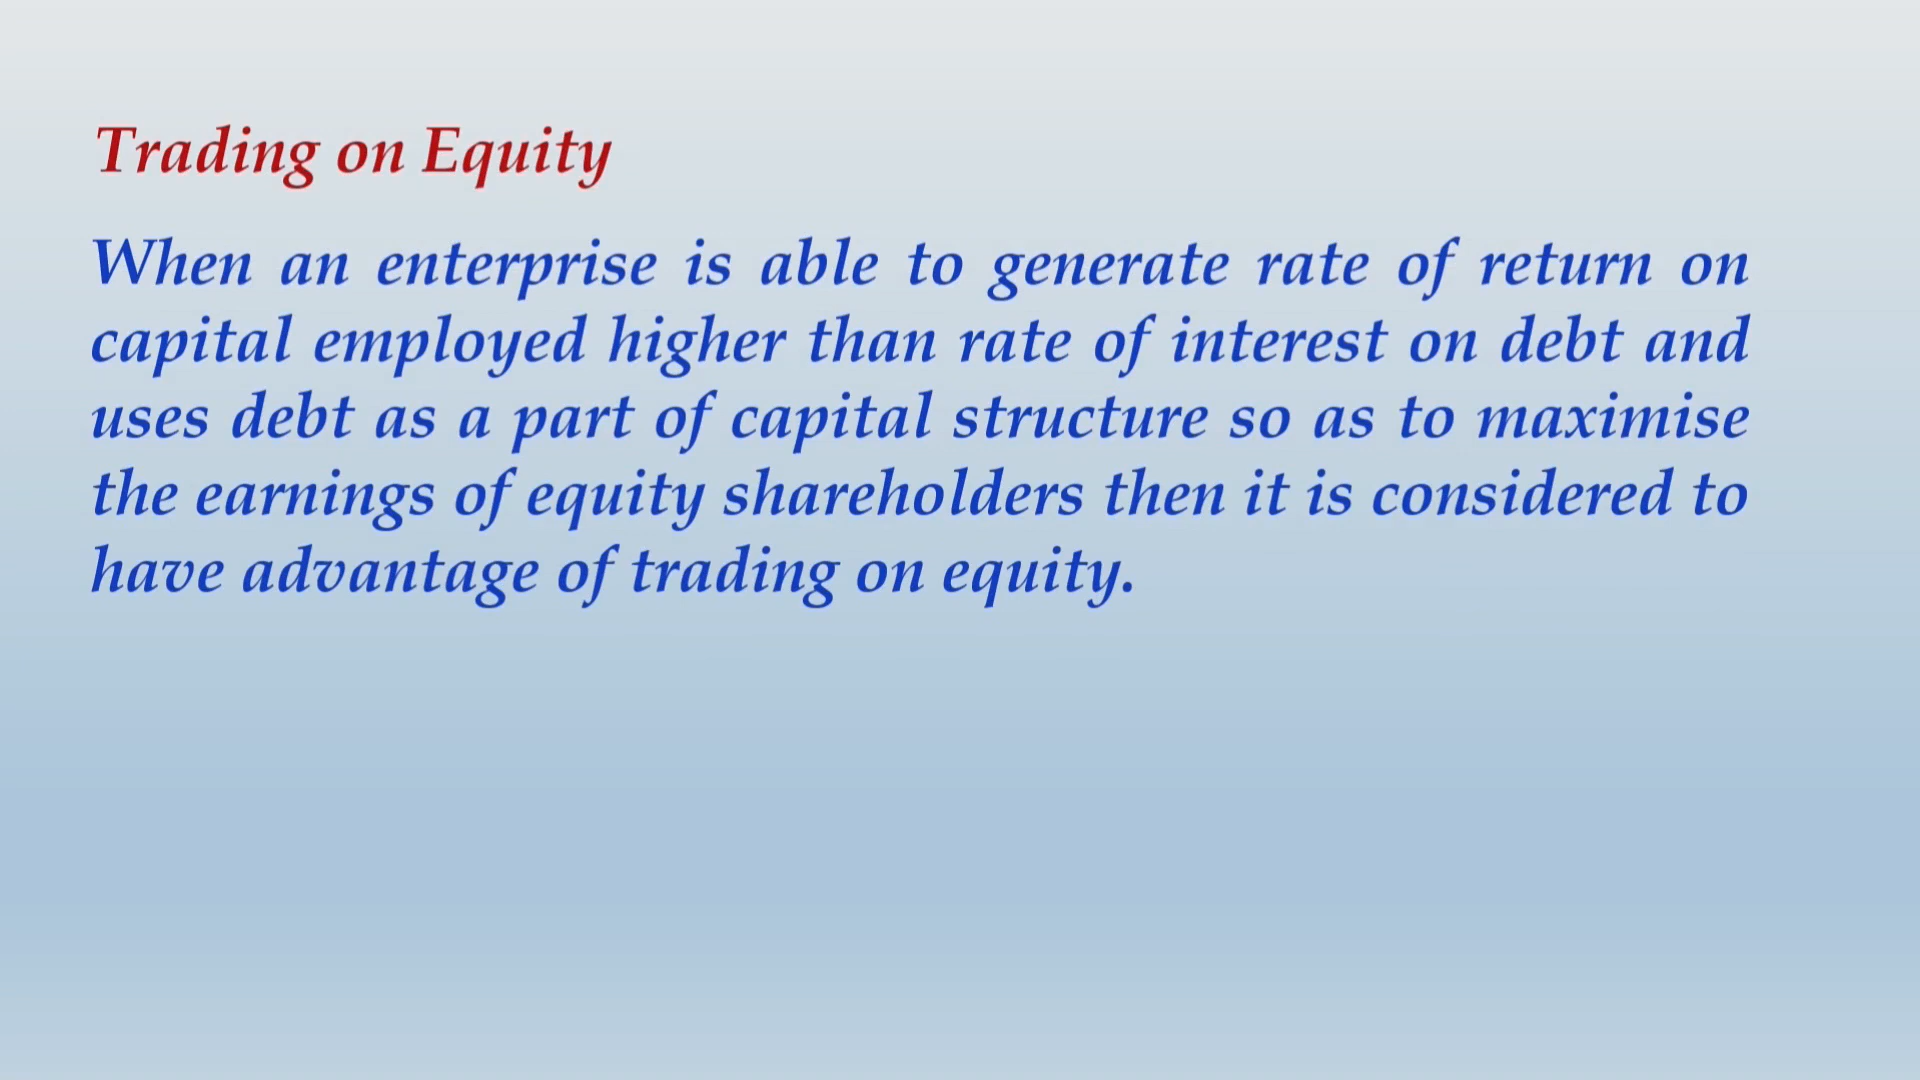 Trading on Equity
When an enterprise is able to generate rate of return on
capital employed higher than rate of interest on debt and
uses debt as a part of capital structure so as to maximise
the earnings of equity shareholders then it is considered to
have advantage of trading on equity.